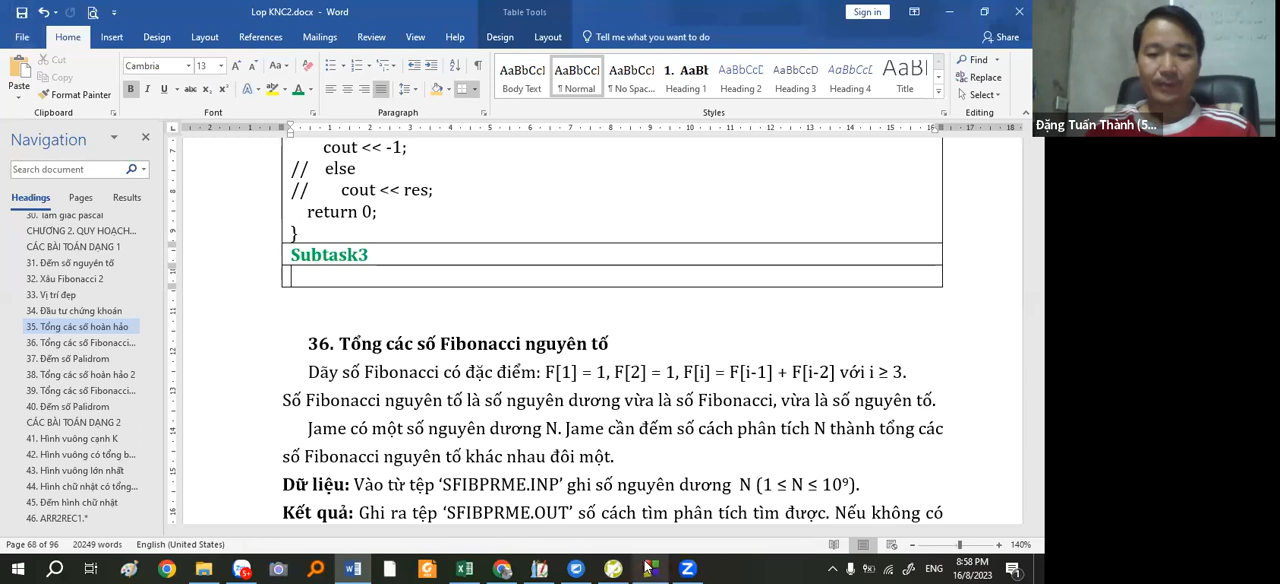 Lop KNC2.docx - Word
Table Tools
Sign in
File
Home
Insert
Design
Layout
References
Mailings
Review
View
Help
Design
Layout
Tell me what you want to do
Share
Paste
Cut
Copy
Format Painter
Clipboard
Cambria
13
Font
Paragraph
AaBbCcI
Body Text
AaBbCcI
¶ Normal
AaBbCcI
¶ No Spac...
1. AaBb
Heading 1
AaBbCcD
Heading 2
AaBbCcD
Heading 3
AaBbCcD
Heading 4
AaBl
Title
Styles
Find
Replace
Select
Editing
Đặng Tuấn Thành (5...
Navigation
Search document
Headings
Pages
Results
30. Tam giác pascal
CHƯƠNG 2. QUY HOẠCH...
CÁC BÀI TOÁN DẠNG 1
31. Đếm số nguyên tố
32. Xâu Fibonacci 2
33. Vị trí đẹp
34. Đầu tư chứng khoán
35. Tổng các số hoàn hảo
36. Tổng các số Fibonacci...
37. Đếm số Palidrom
38. Tổng các số hoàn hảo 2
39. Tổng các số Fibonacci...
40. Đếm số Palidrom
CÁC BÀI TOÁN DẠNG 2
41. Hình vuông cạnh K
42. Hình vuông có tổng b...
43. Hình vuông lớn nhất
44. Hình chữ nhật có tổng...
45. Đếm hình chữ nhật
46. ARR2REC1.*
cout << -1;
// else
// cout << res;
return 0;
}
Subtask3
36. Tổng các số Fibonacci nguyên tố
Dãy số Fibonacci có đặc điểm: F[1] = 1, F[2] = 1, F[i] = F[i-1] + F[i-2] với i ≥ 3.
Số Fibonacci nguyên tố là số nguyên dương vừa là số Fibonacci, vừa là số nguyên tố.
Jame có một số nguyên dương N. Jame cần đếm số cách phân tích N thành tổng các
số Fibonacci nguyên tố khác nhau đôi một.
Dữ liệu: Vào từ tệp ‘SFIBPRME.INP’ ghi số nguyên dương N (1 ≤ N ≤ 10⁹).
Kết quả: Ghi ra tệp ‘SFIBPRME.OUT’ số cách tìm phân tích tìm được. Nếu không có
Page 68 of 96
20249 words
English (United States)
140%
ENG
8:58 PM
16/8/2023